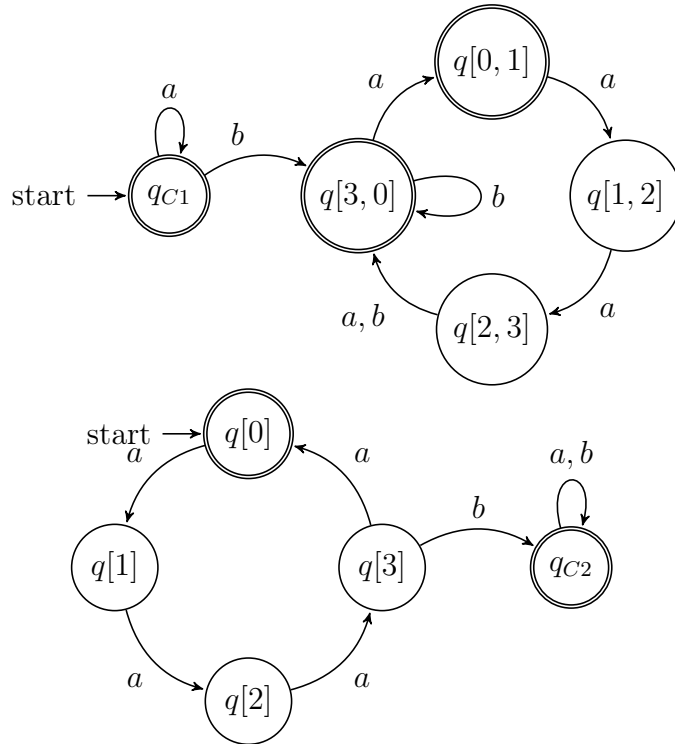 a
b
start
q_{C1}
q[3, 0]
b
a
q[0, 1]
a
q[1, 2]
a
q[2, 3]
a, b
start
q[0]
a
a
q[1]
q[3]
b
a, b
q_{C2}
a
q[2]
a